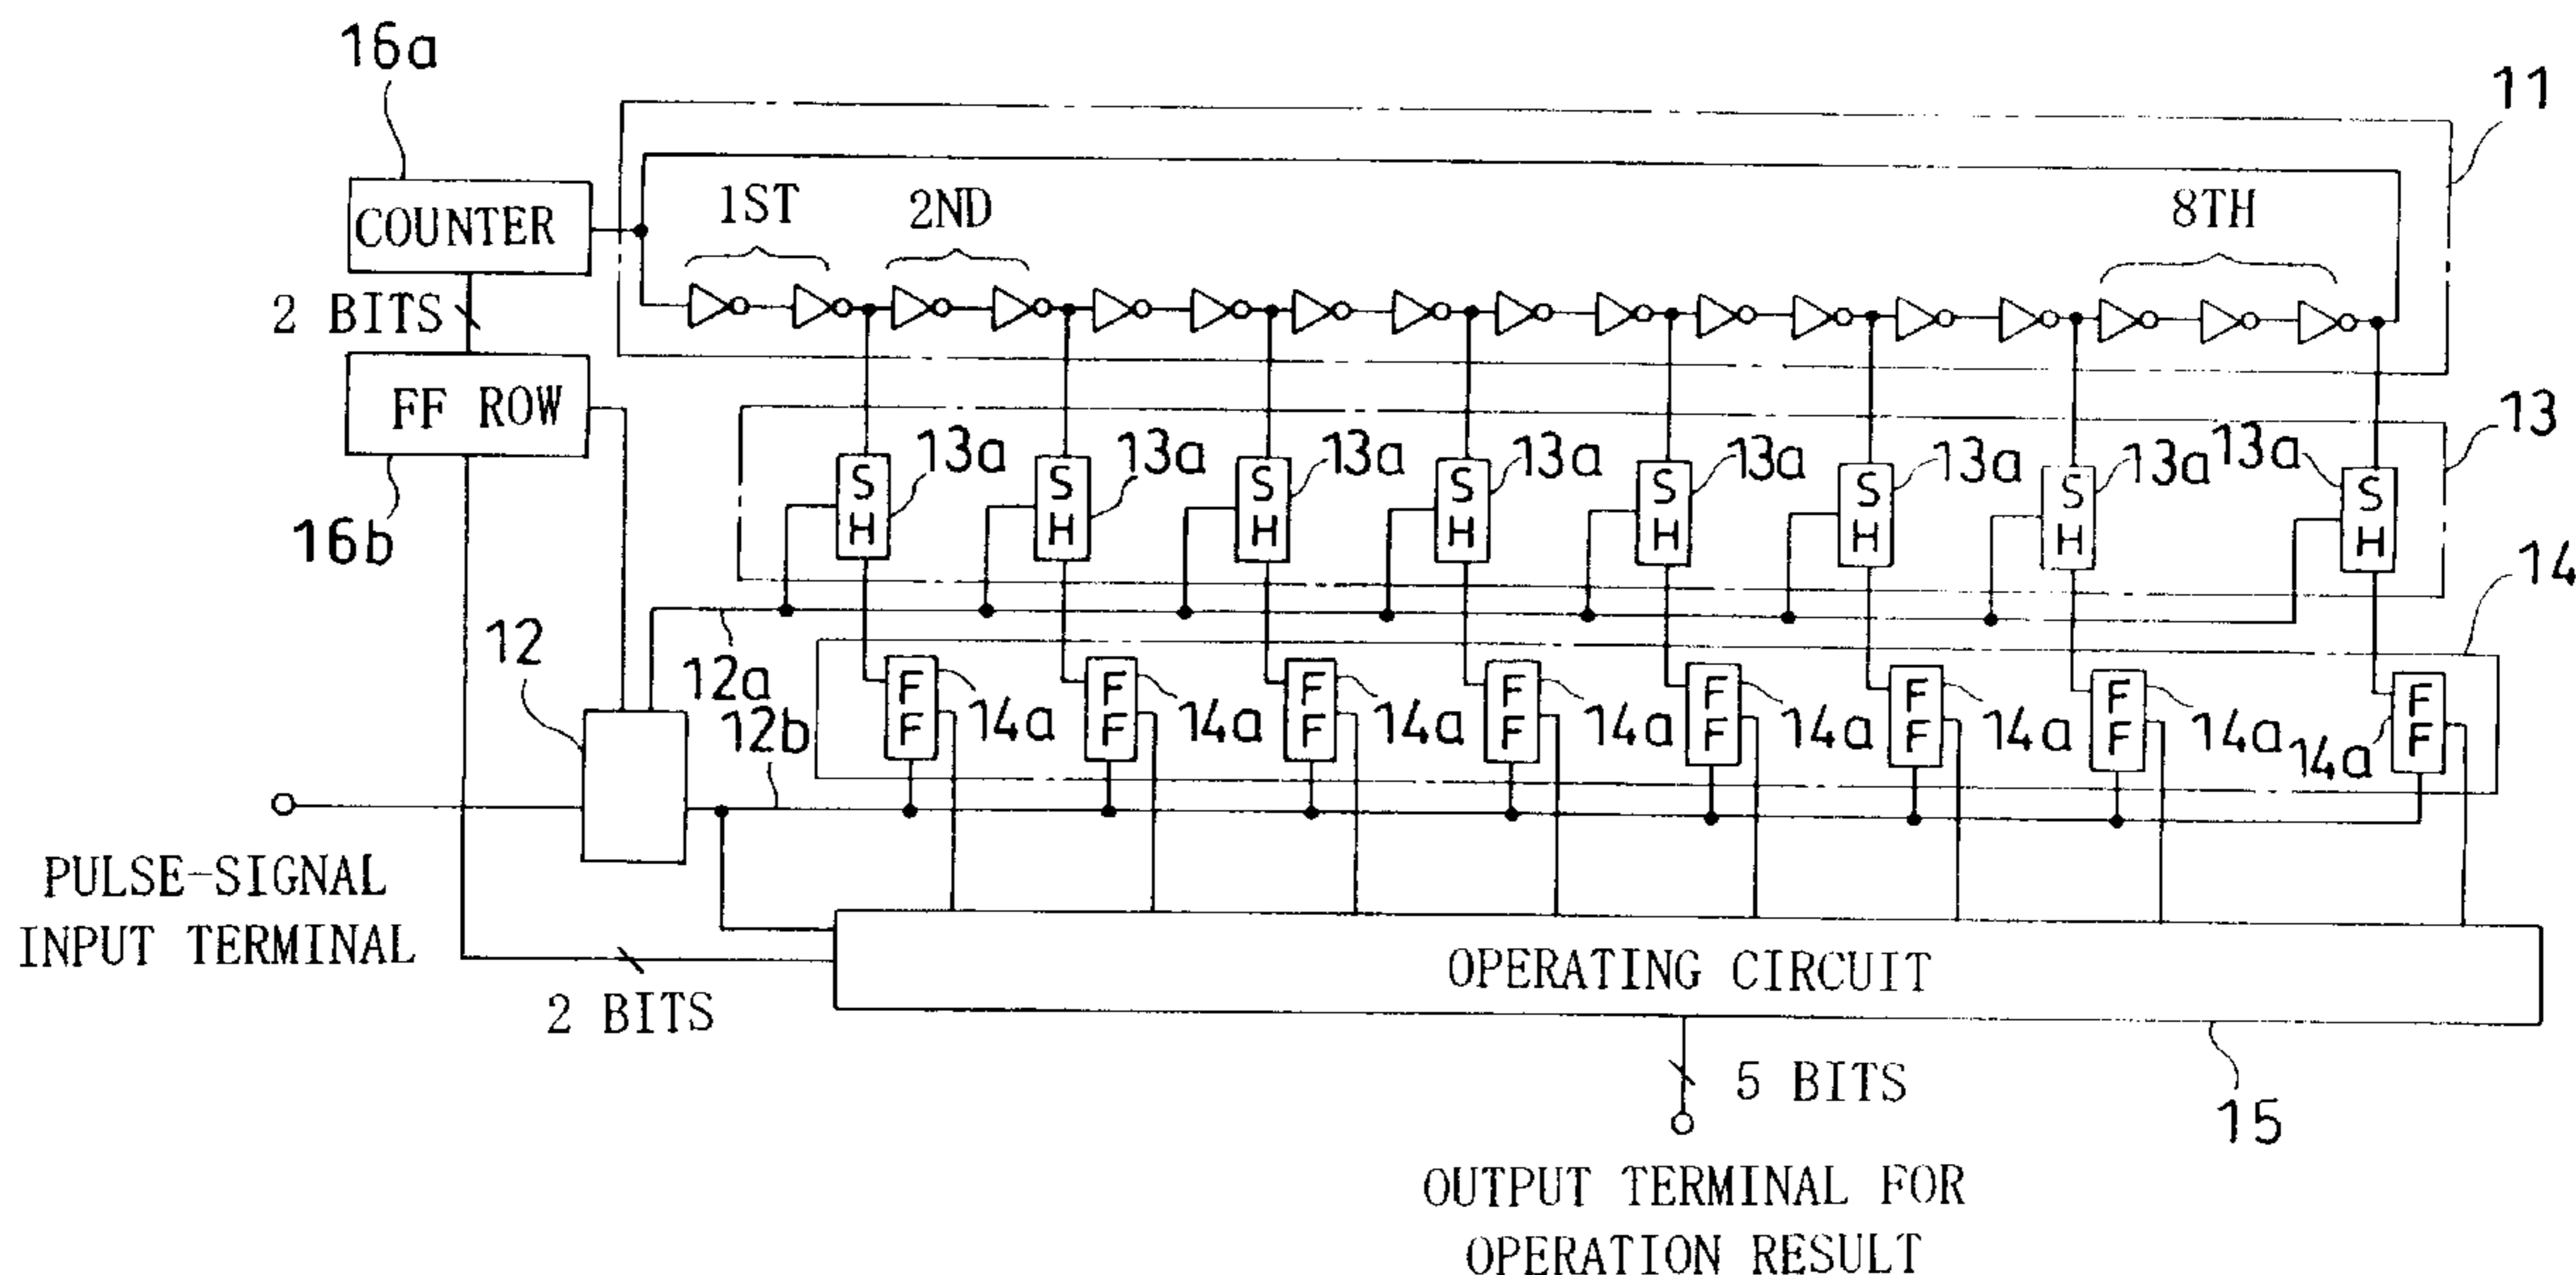 16a
11
COUNTER
1ST
2ND
8TH
2 BITS
FF ROW
16b
13
13a
13a
13a
13a
13a
13a
13a
13a
S H
S H
S H
S H
S H
S H
S H
S H
14
12
12a
12b
F F
F F
F F
F F
F F
F F
F F
F F
14a
14a
14a
14a
14a
14a
14a
14a
PULSE-SIGNAL
INPUT TERMINAL
2 BITS
OPERATING CIRCUIT
5 BITS
15
OUTPUT TERMINAL FOR
OPERATION RESULT